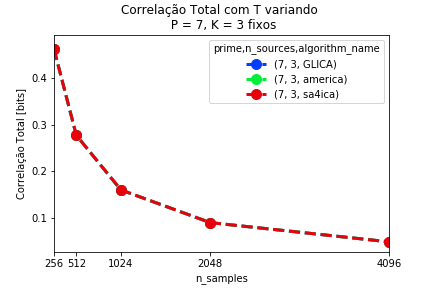 Correlação Total com T variando
P = 7, K = 3 fixos
prime,n_sources,algorithm_name
(7, 3, GLICA)
(7, 3, america)
(7, 3, sa4ica)
Correlação Total [bits]
0.4
0.3
0.2
0.1
256 512 1024 2048 4096
n_samples